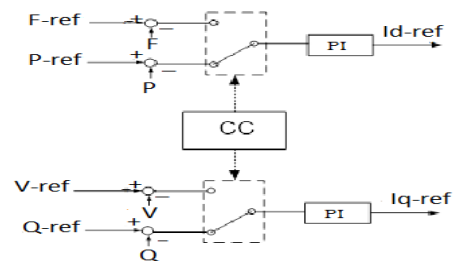 F-ref
+
−
F
P-ref
+
−
P
PI
Id-ref
CC
V-ref
+
−
V
Q-ref
+
−
Q
PI
Iq-ref